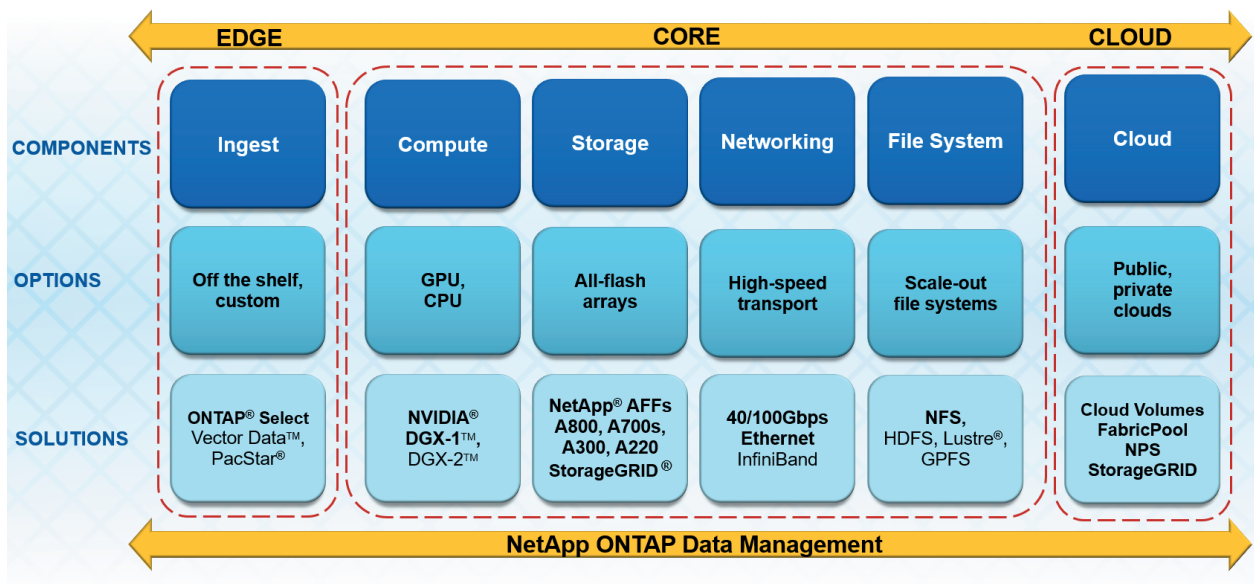 EDGE
CORE
CLOUD
COMPONENTS
Ingest
Compute
Storage
Networking
File System
Cloud
OPTIONS
Off the shelf,
custom
GPU,
CPU
All-flash
arrays
High-speed
transport
Scale-out
file systems
Public,
private
clouds
SOLUTIONS
ONTAP® Select
Vector Data™,
PacStar®
NVIDIA®
DGX-1™,
DGX-2™
NetApp® AFFs
A800, A700s,
A300, A220
StorageGRID ®
40/100Gbps
Ethernet
InfiniBand
NFS,
HDFS, Lustre®,
GPFS
Cloud Volumes
FabricPool
NPS
StorageGRID
NetApp ONTAP Data Management